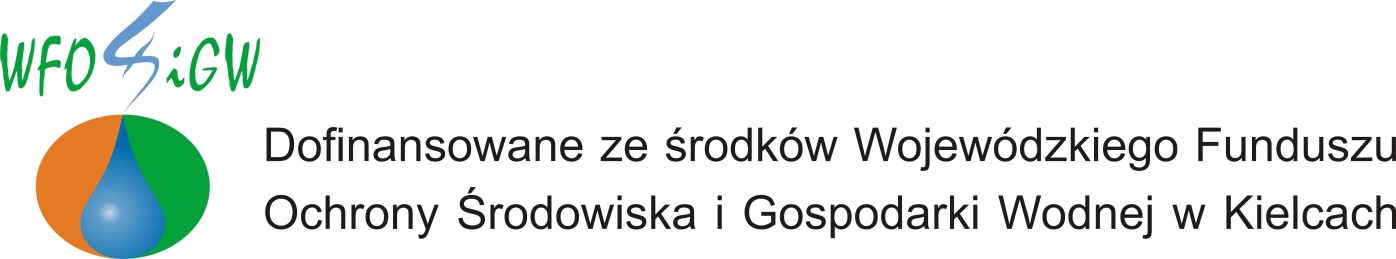 WFOŚiGW
Dofinansowane ze środków Wojewódzkiego Funduszu
Ochrony Środowiska i Gospodarki Wodnej w Kielcach